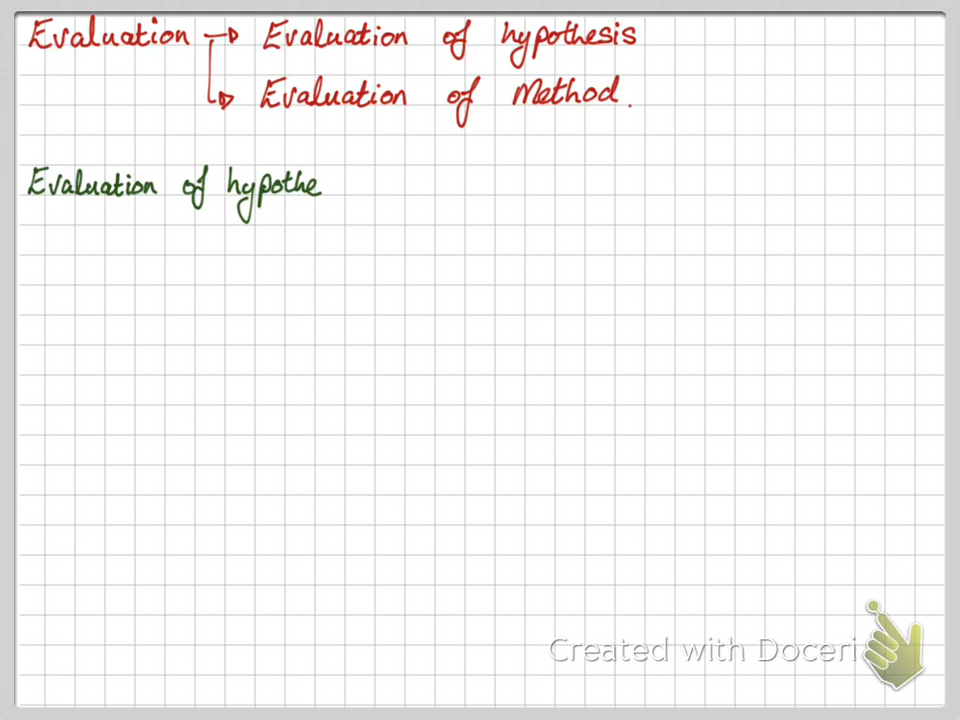 Evaluation → Evaluation of hypothesis
→ Evaluation of Method.
Evaluation of hypothe
Created with Doceri